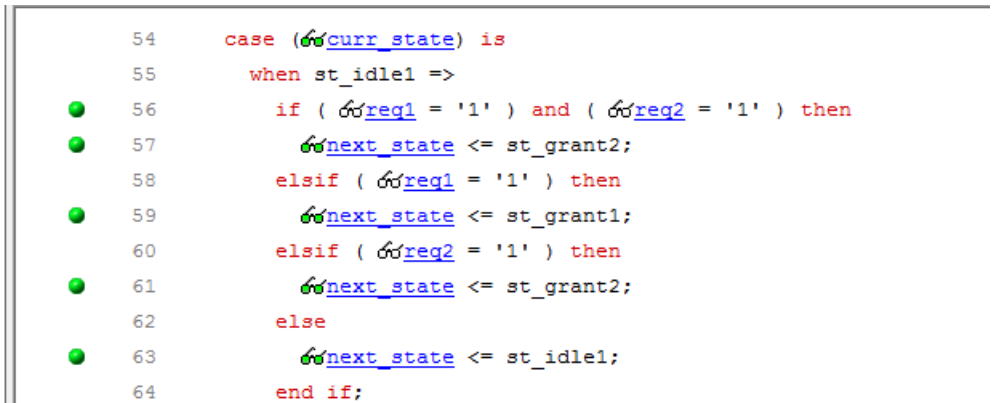 54 case (curr_state) is
55 when st_idle1 =>
56 if ( req1 = '1' ) and ( req2 = '1' ) then
57 next_state <= st_grant2;
58 elsif ( req1 = '1' ) then
59 next_state <= st_grant1;
60 elsif ( req2 = '1' ) then
61 next_state <= st_grant2;
62 else
63 next_state <= st_idle1;
64 end if;